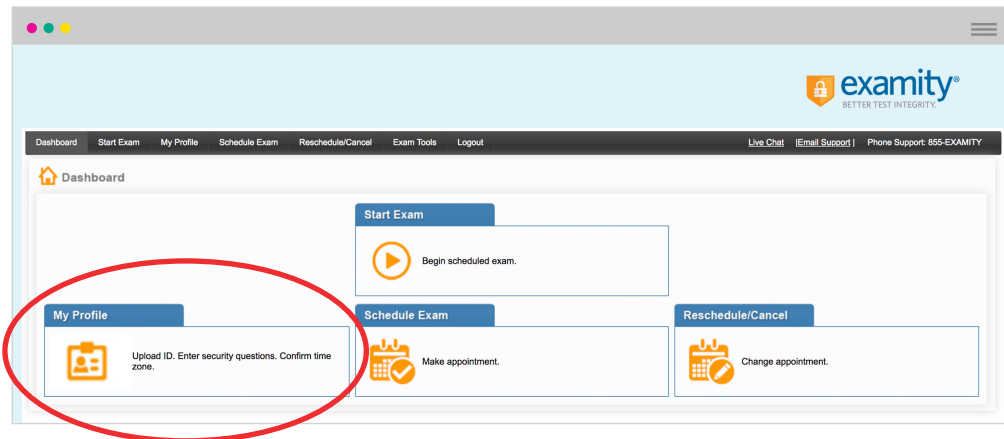 examity®
BETTER TEST INTEGRITY.
Dashboard Start Exam My Profile Schedule Exam Reschedule/Cancel Exam Tools Logout Live Chat |Email Support| Phone Support: 855-EXAMITY
Dashboard
Start Exam
Begin scheduled exam.
My Profile
Upload ID. Enter security questions. Confirm time
zone.
Schedule Exam
Make appointment.
Reschedule/Cancel
Change appointment.